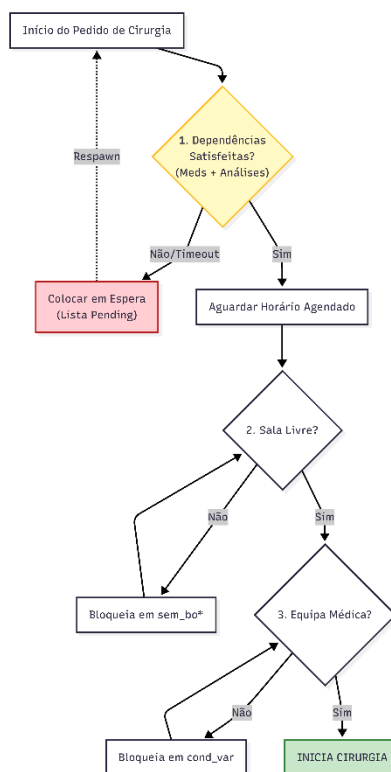 Início do Pedido de Cirurgia
Respawn
1. Dependências
Satisfeitas?
(Meds + Análises)
Não/Timeout
Sim
Colocar em Espera
(Lista Pending)
Aguardar Horário Agendado
2. Sala Livre?
Não
Sim
Bloqueia em sem_bo*
3. Equipa Médica?
Não
Sim
Bloqueia em cond_var
INICIA CIRURGIA